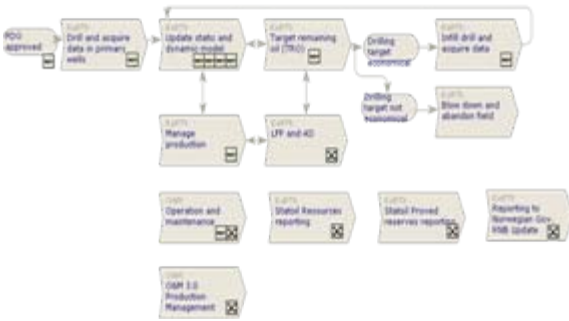 PDO
approved
Drill and acquire
data in primary
wells
Update static and
dynamic model
Target remaining
oil (TRO)
Drilling
target
economical
Infill drill and
acquire data
Drilling
target not
economical
Blow down and
abandon field
Manage
production
LFP and AD
Operation and
maintenance
Statoil Resources
reporting
Statoil Proved
reserves reporting
Reporting to
Norwegian Gov.
RNB Update
O&M 3.0
Production
Management